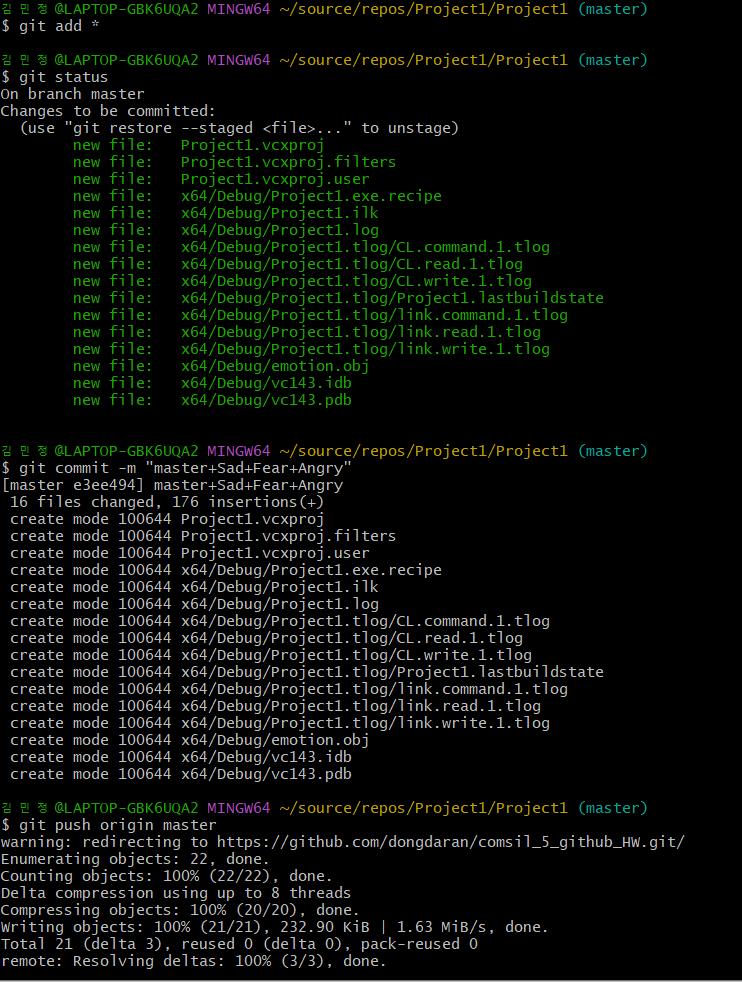 김민정@LAPTOP-GBK6UQA2 MINGW64 ~/source/repos/Project1/Project1 (master)
$ git add *
김민정@LAPTOP-GBK6UQA2 MINGW64 ~/source/repos/Project1/Project1 (master)
$ git status
On branch master
Changes to be committed:
  (use "git restore --staged <file>..." to unstage)
        new file:   Project1.vcxproj
        new file:   Project1.vcxproj.filters
        new file:   Project1.vcxproj.user
        new file:   x64/Debug/Project1.exe.recipe
        new file:   x64/Debug/Project1.ilk
        new file:   x64/Debug/Project1.log
        new file:   x64/Debug/Project1.tlog/CL.command.1.tlog
        new file:   x64/Debug/Project1.tlog/CL.read.1.tlog
        new file:   x64/Debug/Project1.tlog/CL.write.1.tlog
        new file:   x64/Debug/Project1.tlog/Project1.lastbuildstate
        new file:   x64/Debug/Project1.tlog/link.command.1.tlog
        new file:   x64/Debug/Project1.tlog/link.read.1.tlog
        new file:   x64/Debug/Project1.tlog/link.write.1.tlog
        new file:   x64/Debug/emotion.obj
        new file:   x64/Debug/vc143.idb
        new file:   x64/Debug/vc143.pdb
김민정@LAPTOP-GBK6UQA2 MINGW64 ~/source/repos/Project1/Project1 (master)
$ git commit -m "master+Sad+Fear+Angry"
[master e3ee494] master+Sad+Fear+Angry
 16 files changed, 176 insertions(+)
 create mode 100644 Project1.vcxproj
 create mode 100644 Project1.vcxproj.filters
 create mode 100644 Project1.vcxproj.user
 create mode 100644 x64/Debug/Project1.exe.recipe
 create mode 100644 x64/Debug/Project1.ilk
 create mode 100644 x64/Debug/Project1.log
 create mode 100644 x64/Debug/Project1.tlog/CL.command.1.tlog
 create mode 100644 x64/Debug/Project1.tlog/CL.read.1.tlog
 create mode 100644 x64/Debug/Project1.tlog/CL.write.1.tlog
 create mode 100644 x64/Debug/Project1.tlog/Project1.lastbuildstate
 create mode 100644 x64/Debug/Project1.tlog/link.command.1.tlog
 create mode 100644 x64/Debug/Project1.tlog/link.read.1.tlog
 create mode 100644 x64/Debug/Project1.tlog/link.write.1.tlog
 create mode 100644 x64/Debug/emotion.obj
 create mode 100644 x64/Debug/vc143.idb
 create mode 100644 x64/Debug/vc143.pdb
김민정@LAPTOP-GBK6UQA2 MINGW64 ~/source/repos/Project1/Project1 (master)
$ git push origin master
warning: redirecting to https://github.com/dongdaran/comsil_5_github_HW.git/
Enumerating objects: 22, done.
Counting objects: 100% (22/22), done.
Delta compression using up to 8 threads
Compressing objects: 100% (20/20), done.
Writing objects: 100% (21/21), 232.90 KiB | 1.63 MiB/s, done.
Total 21 (delta 3), reused 0 (delta 0), pack-reused 0
remote: Resolving deltas: 100% (3/3), done.